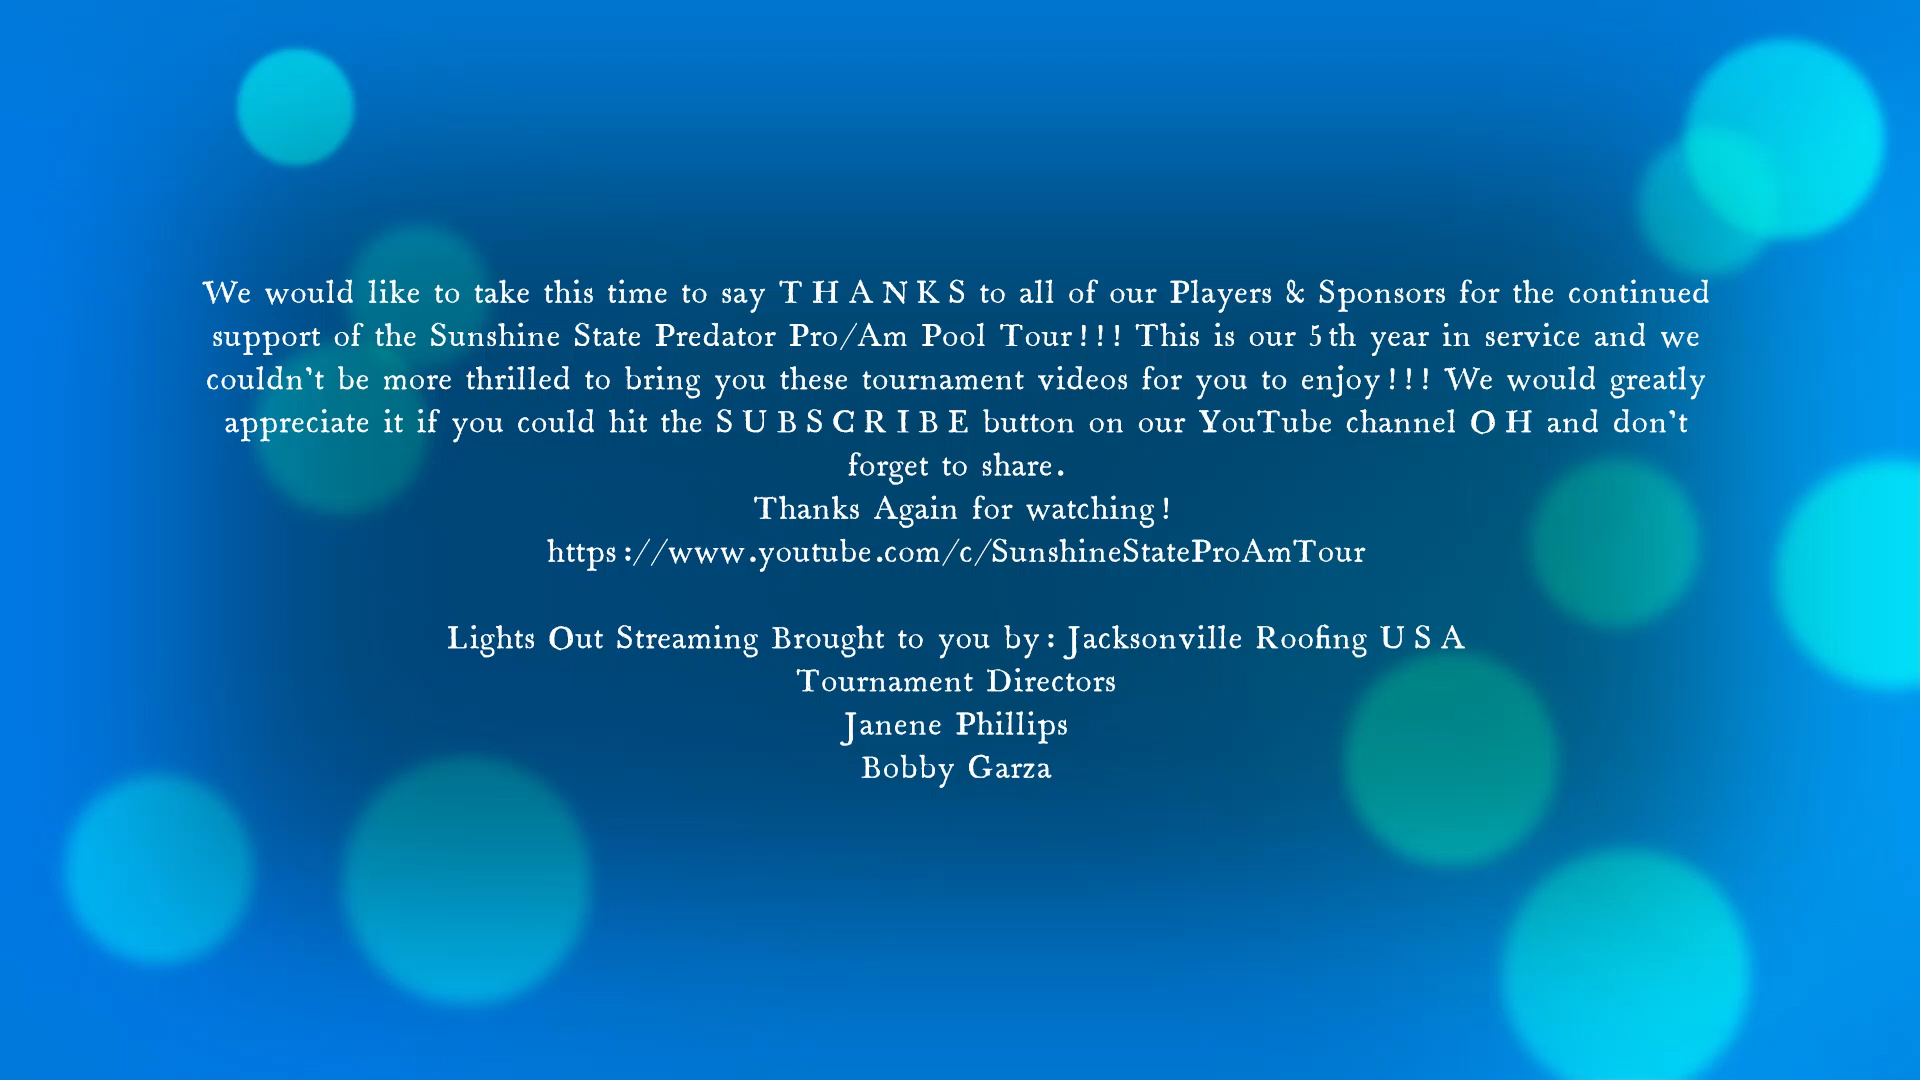 We would like to take this time to say THANKS to all of our Players & Sponsors for the continued
support of the Sunshine State Predator Pro/Am Pool Tour!!! This is our 5th year in service and we
couldn't be more thrilled to bring you these tournament videos for you to enjoy!!! We would greatly
appreciate it if you could hit the SUBSCRIBE button on our YouTube channel OH and don't
forget to share.
Thanks Again for watching!
https://www.youtube.com/c/SunshineStateProAmTour
Lights Out Streaming Brought to you by: Jacksonville Roofing USA
Tournament Directors
Janene Phillips
Bobby Garza